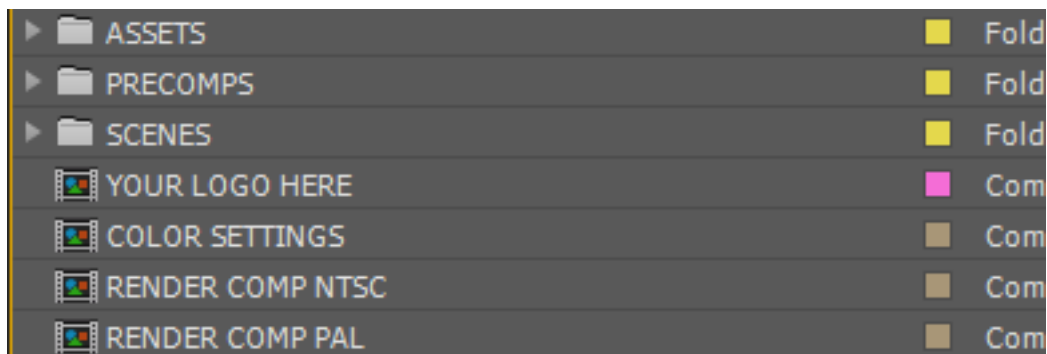 ASSETS Fold
PRECOMPS Fold
SCENES Fold
YOUR LOGO HERE Com
COLOR SETTINGS Com
RENDER COMP NTSC Com
RENDER COMP PAL Com